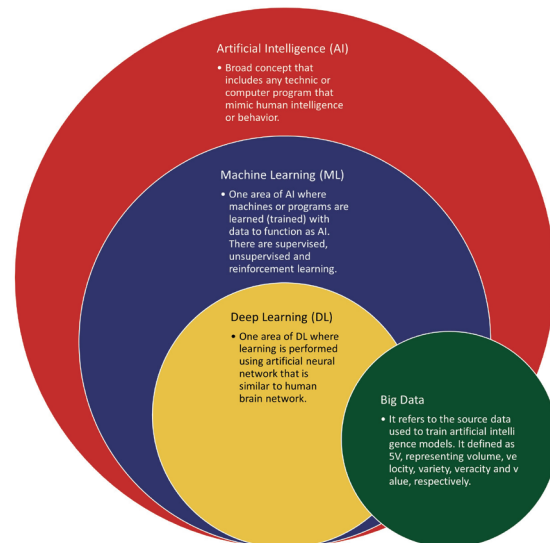 Artificial Intelligence (AI)
• Broad concept that
includes any technic or
computer program that
mimic human intelligence
or behavior.
Machine Learning (ML)
• One area of AI where
machines or programs are
learned (trained) with
data to function as AI.
There are supervised,
unsupervised and
reinforcement learning.
Deep Learning (DL)
• One area of DL where
learning is performed
using artificial neural
network that is
similar to human
brain network.
Big Data
• It refers to the source data
used to train artificial intelli
gence models. It defined as
5V, representing volume, ve
locity, variety, veracity and v
alue, respectively.